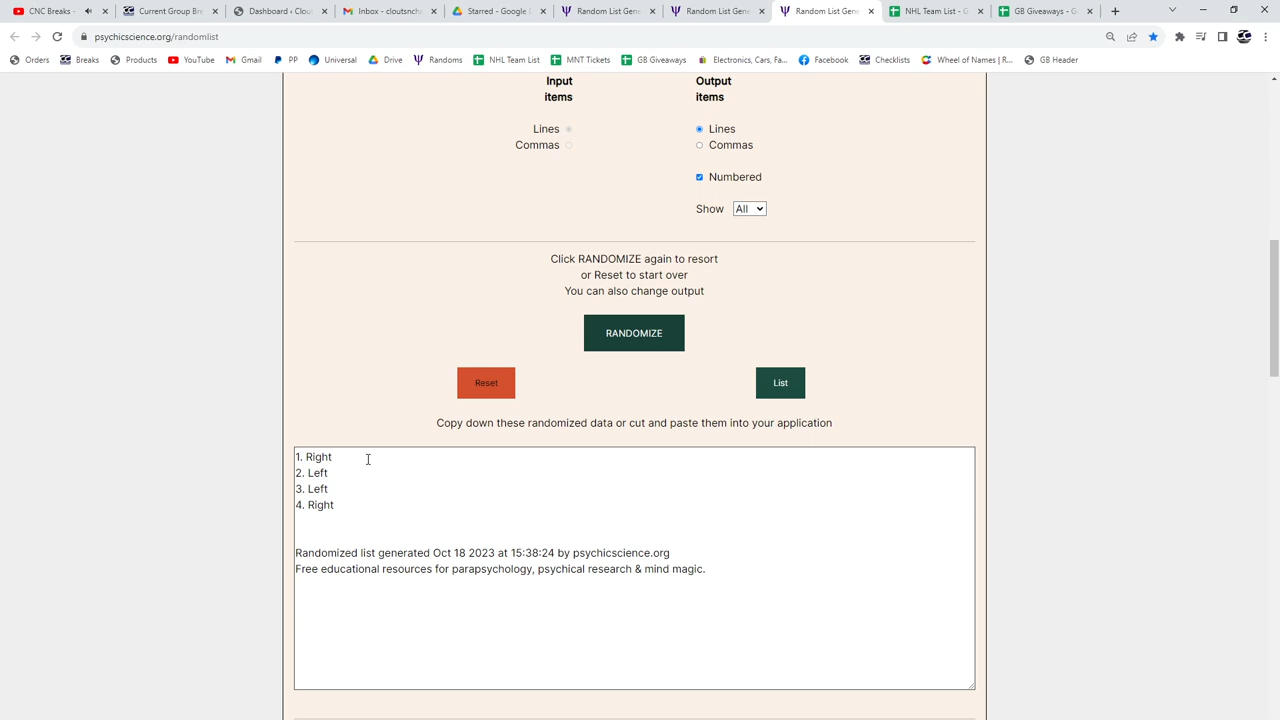 CNC Breaks -
Current Group Brea
Dashboard ‹ Clout
Inbox - cloutsnch
Starred - Google D
Random List Gene
Random List Gene
Random List Gene
NHL Team List - G
GB Giveaways - Go
psychicscience.org/randomlist
Orders
Breaks
Products
YouTube
Gmail
PP
Universal
Drive
Randoms
NHL Team List
MNT Tickets
GB Giveaways
Electronics, Cars, Fa...
Facebook
Checklists
Wheel of Names | R...
GB Header
Input
items
Output
items
Lines
Lines
Commas
Commas
Numbered
Show All
Click RANDOMIZE again to resort
or Reset to start over
You can also change output
RANDOMIZE
Reset
List
Copy down these randomized data or cut and paste them into your application
1. Right
2. Left
3. Left
4. Right
Randomized list generated Oct 18 2023 at 15:38:24 by psychicscience.org
Free educational resources for parapsychology, psychical research & mind magic.